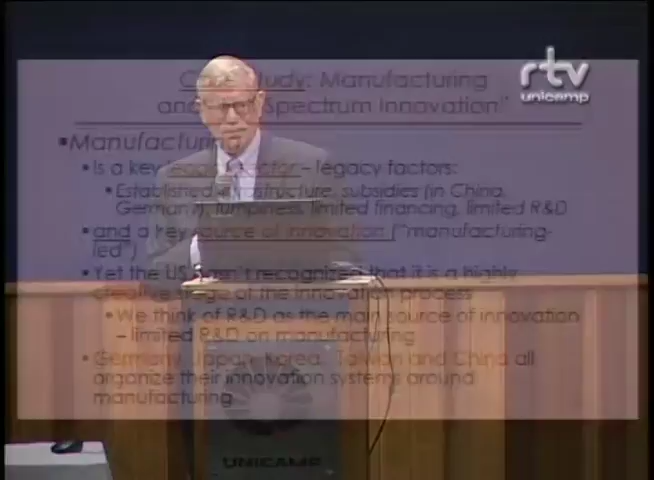 rtv
unicamp
Case Study: Manufacturing
and Spectrum Innovation"
Manufacturing
Is a key legacy sector – legacy factors:
Established infrastructure, subsidies (in China,
Germany), lumpiness, limited financing, limited R&D
and a key source of innovation ("manufacturing-
led")
Yet the US hasn't recognized that it is a highly
creative stage of the innovation process
We think of R&D as the main source of innovation
– limited R&D on manufacturing
Germany, Japan, Korea, Taiwan and China all
organize their innovation systems around
manufacturing
UNICAMP